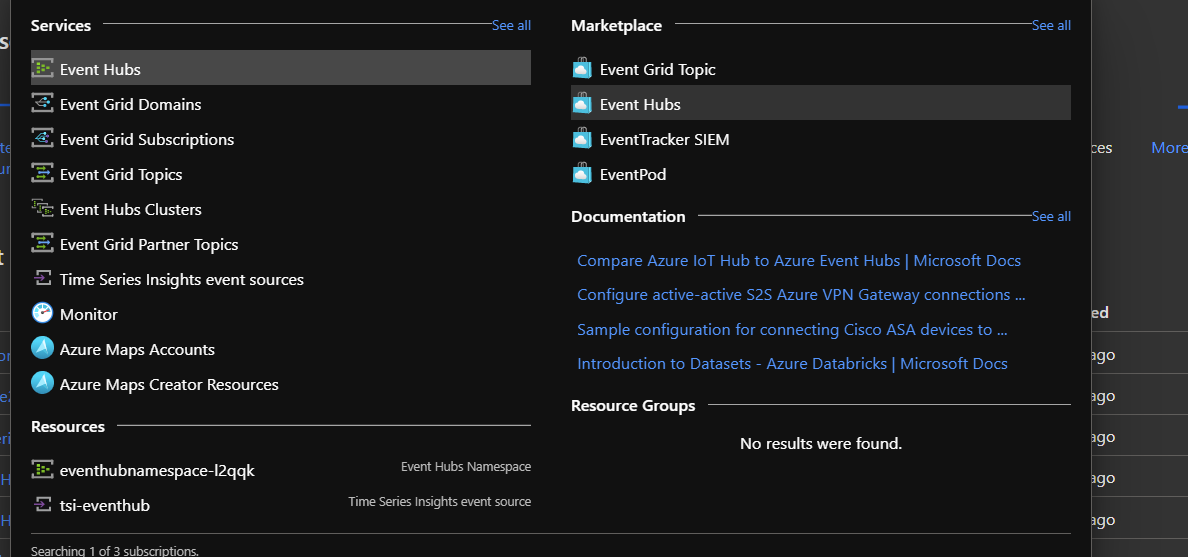 Services
See all
Event Hubs
Event Grid Domains
Event Grid Subscriptions
Event Grid Topics
Event Hubs Clusters
Event Grid Partner Topics
Time Series Insights event sources
Monitor
Azure Maps Accounts
Azure Maps Creator Resources
Resources
eventhubnamespace-l2qqk
Event Hubs Namespace
tsi-eventhub
Time Series Insights event source
Searching 1 of 3 subscriptions.
Marketplace
See all
Event Grid Topic
Event Hubs
EventTracker SIEM
EventPod
Documentation
See all
Compare Azure IoT Hub to Azure Event Hubs | Microsoft Docs
Configure active-active S2S Azure VPN Gateway connections ...
Sample configuration for connecting Cisco ASA devices to ...
Introduction to Datasets - Azure Databricks | Microsoft Docs
Resource Groups
No results were found.
More
ago
ago
ago
ago
ago